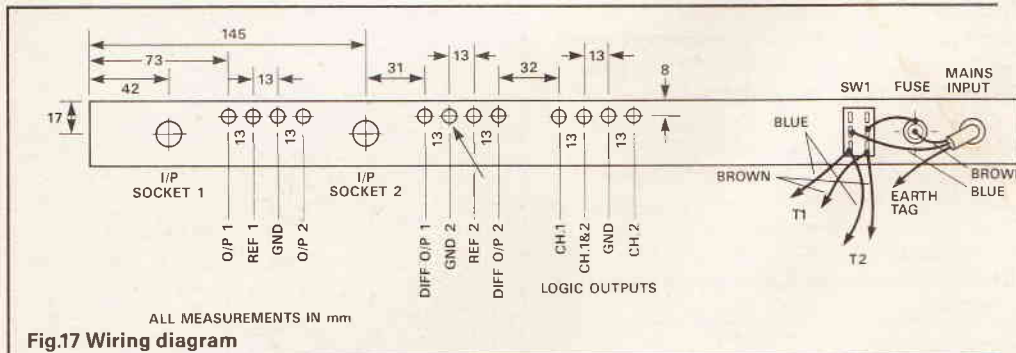 145
73
42
13
31
13
32
13
8
17
13
13
13
13
13
13
I/P
SOCKET 1
I/P
SOCKET 2
O/P 1
REF 1
GND
O/P 2
DIFF O/P 1
GND 2
REF 2
DIFF O/P 2
CH.1
CH.1&2
GND
CH.2
LOGIC OUTPUTS
SW1
FUSE
MAINS
INPUT
BLUE
BROWN
BROWN
BLUE
EARTH
TAG
T1
T2
ALL MEASUREMENTS IN mm
Fig.17 Wiring diagram